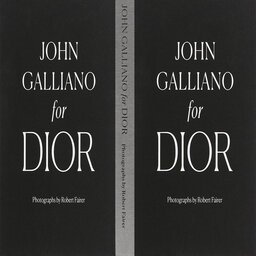 JOHN
GALLIANO
for
DIOR
Photographs by Robert Fairer
JOHN GALLIANO for DIOR Photographs by Robert Fairer
JOHN
GALLIANO
for
DIOR
Photographs by Robert Fairer